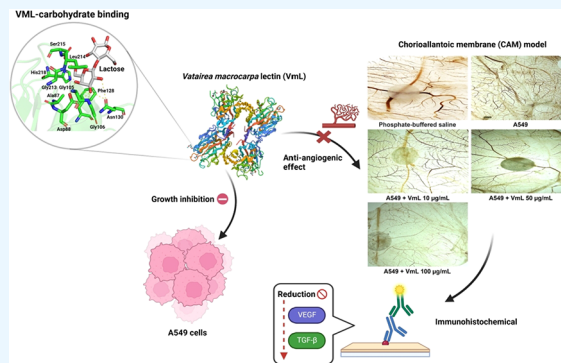 VML-carbohydrate binding
Ser215
Leu214
Lactose
His218
Gly213
Gly105
Phe128
Ala87
Asn130
Asp88
Gly106
Vatairea macrocarpa lectin (VmL)
Anti-angiogenic
effect
Growth inhibition
A549 cells
Chorioallantoic membrane (CAM) model
Phosphate-buffered saline
A549
A549 + VmL 10 µg/mL
A549 + VmL 50 µg/mL
A549 + VmL 100 µg/mL
Reduction
VEGF
TGF-β
Immunohistochemical